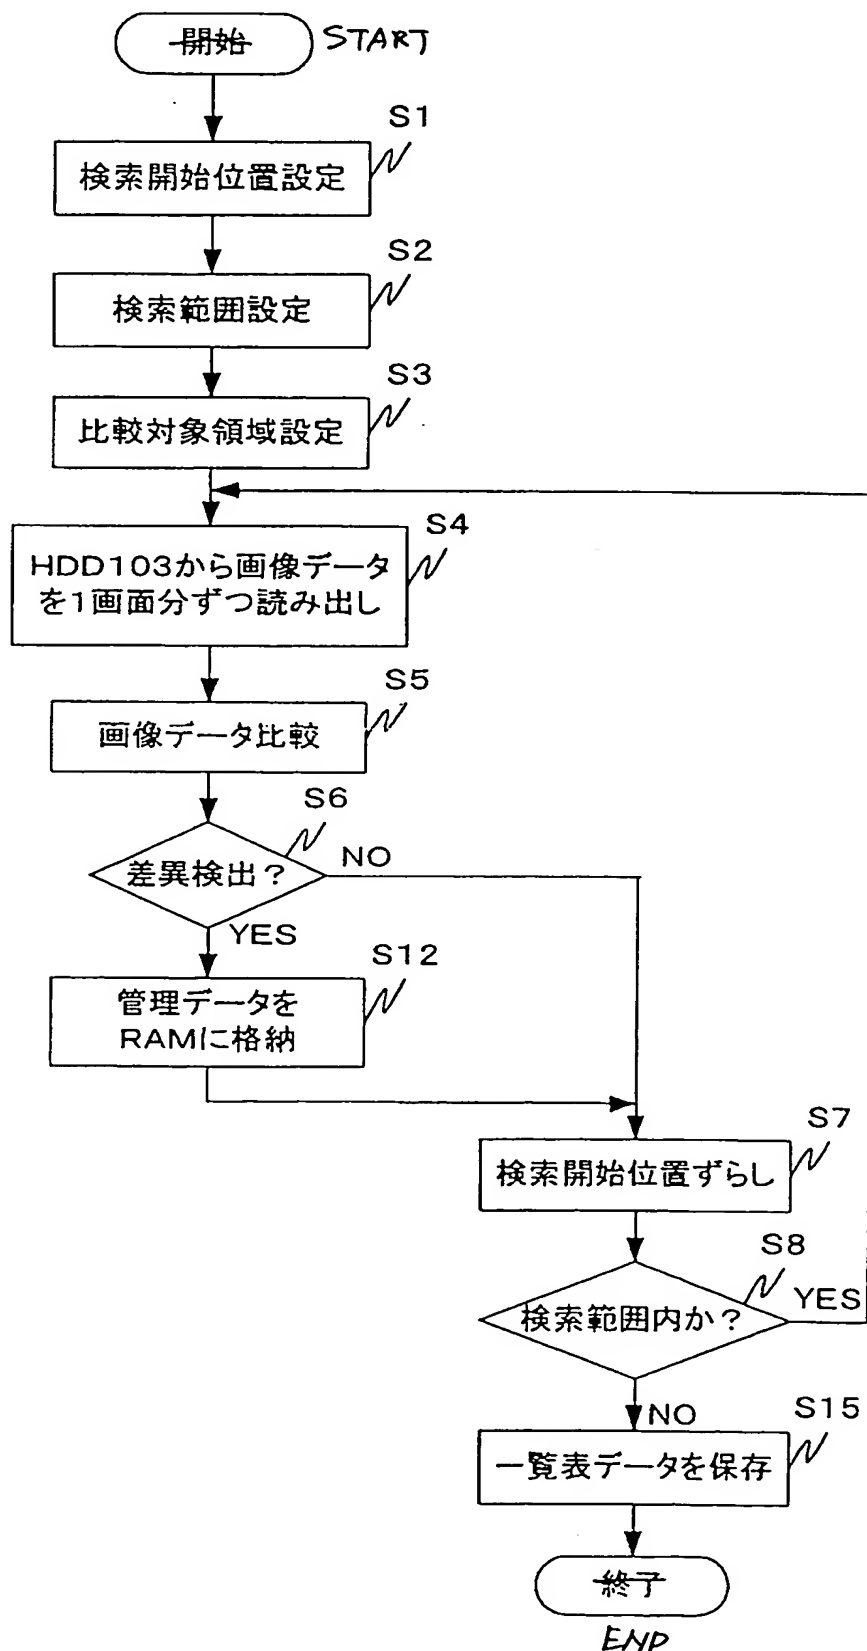 開始 START
S1
検索開始位置設定
S2
検索範囲設定
S3
比較対象領域設定
S4
HDD103から画像データ
を1画面分ずつ読み出し
S5
画像データ比較
S6
差異検出？
NO
YES
S12
管理データを
RAMに格納
S7
検索開始位置ずらし
S8
検索範囲内か？
YES
NO
S15
一覧表データを保存
終了
END